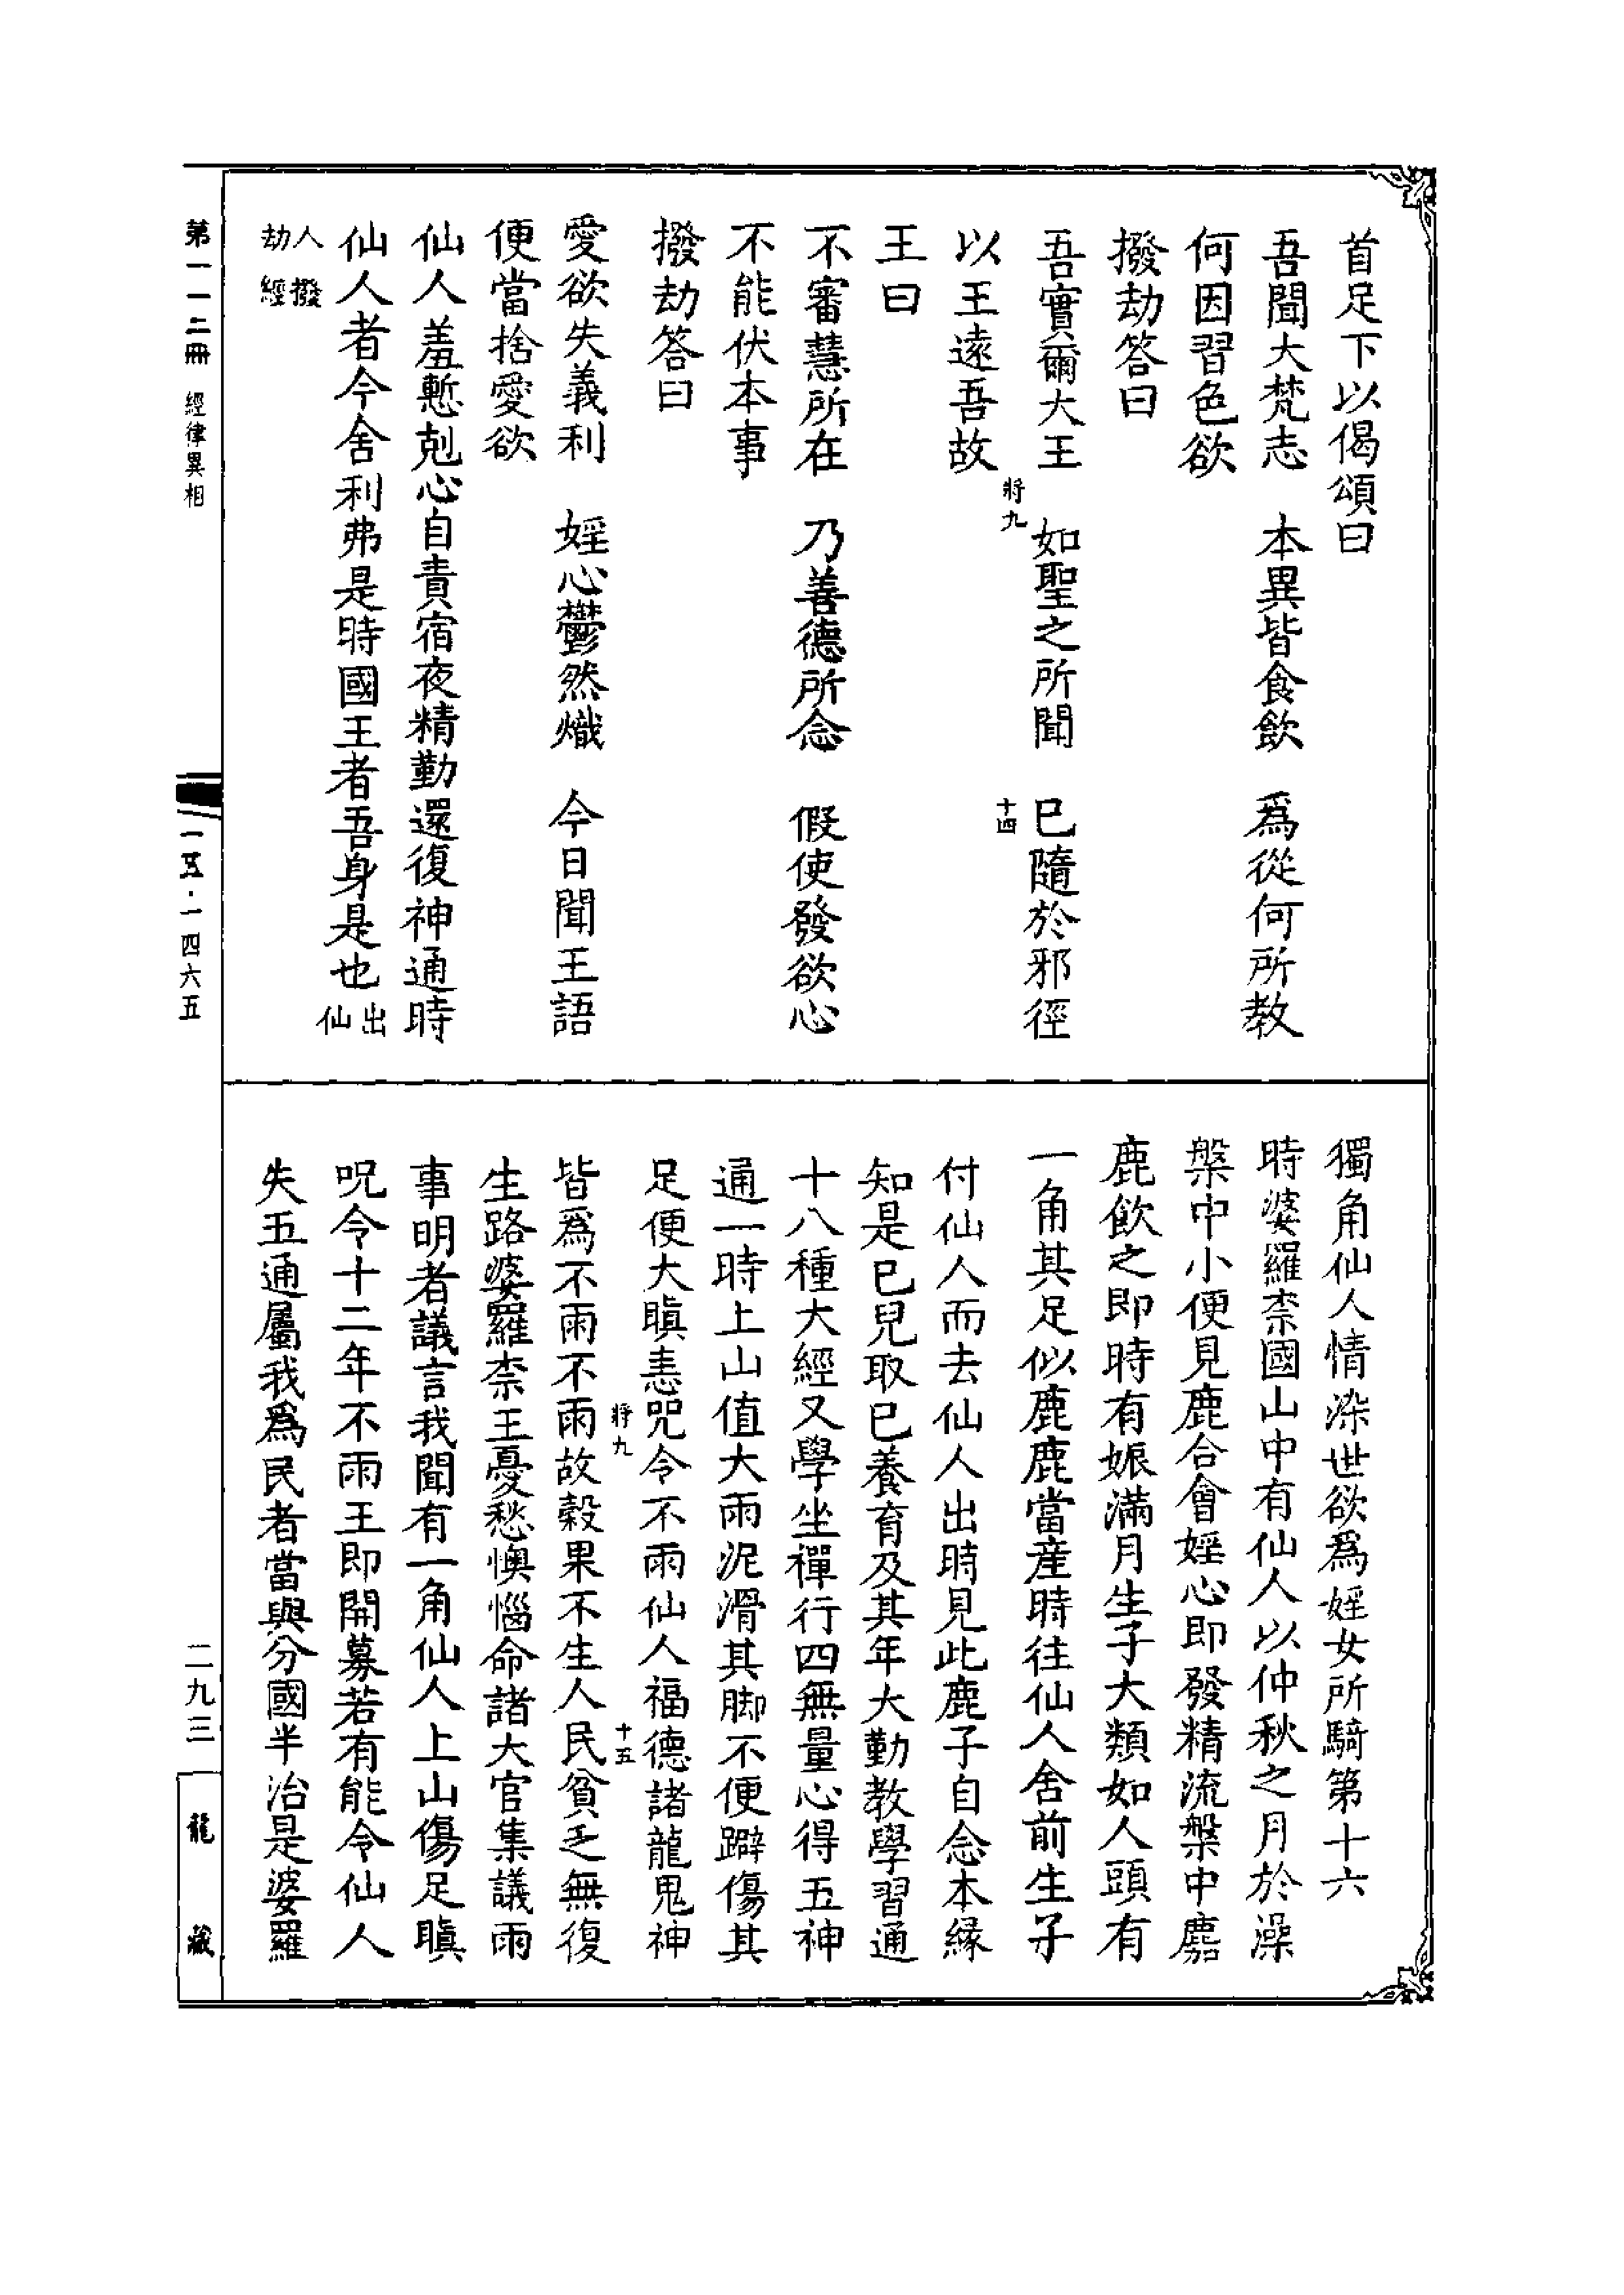 首足下以偈頌曰
吾聞大梵志　本異皆食飲　爲從何所教
何因習色欲
撥劫答曰
吾實爾大王　如聖之所聞　已隨於邪徑
以王遠吾故
王曰
不審慧所在　乃善德所念　假使發欲心
不能伏本事
撥劫答曰
愛欲失義利　婬心鬱然熾　今日聞王語
便當捨愛欲
仙人羞慙剋心自責宿夜精勤還復神通時
仙人者今舍利弗是時國王者吾身是也出仙
人撥劫經
將九
十四
獨角仙人情染世欲爲婬女所騎第十六
時婆羅柰國山中有仙人以仲秋之月於澡
槃中小便見鹿合會婬心即發精流槃中麀
鹿飲之即時有娠滿月生子大類如人頭有
一角其足似鹿鹿當產時往仙人舍前生子
付仙人而去仙人出時見此鹿子自念本緣
知是已兒取已養育及其年大勤教學習通
十八種大經又學坐禪行四無量心得五神
通一時上山值大雨泥滑其脚不便躃傷其
足便大瞋恚咒令不雨仙人福德諸龍鬼神
皆爲不雨不雨故穀果不生人民貧乏無復
生路婆羅柰王憂愁懊惱命諸大官集議雨
事明者議言我聞有一角仙人上山傷足瞋
呪令十二年不雨王即開募若有能令仙人
失五通屬我爲民者當與分國半治是婆羅
將九
十五
第一一二冊　經律異相
一五·一四六五
二九三
龍藏